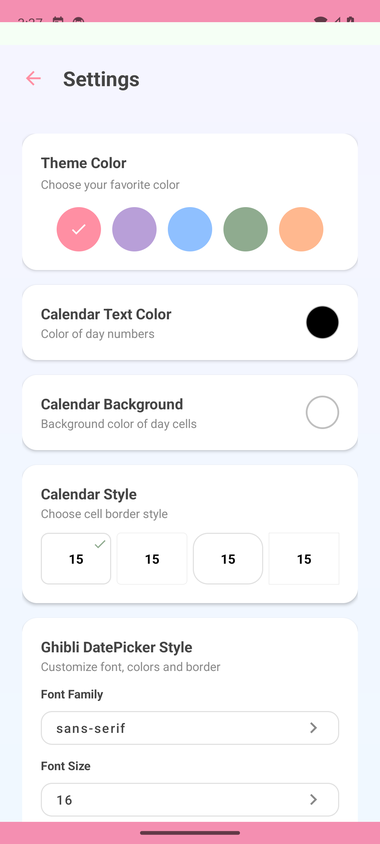 Settings
Theme Color
Choose your favorite color
Calendar Text Color
Color of day numbers
Calendar Background
Background color of day cells
Calendar Style
Choose cell border style
15 15 15 15
Ghibli DatePicker Style
Customize font, colors and border
Font Family
sans-serif
Font Size
16